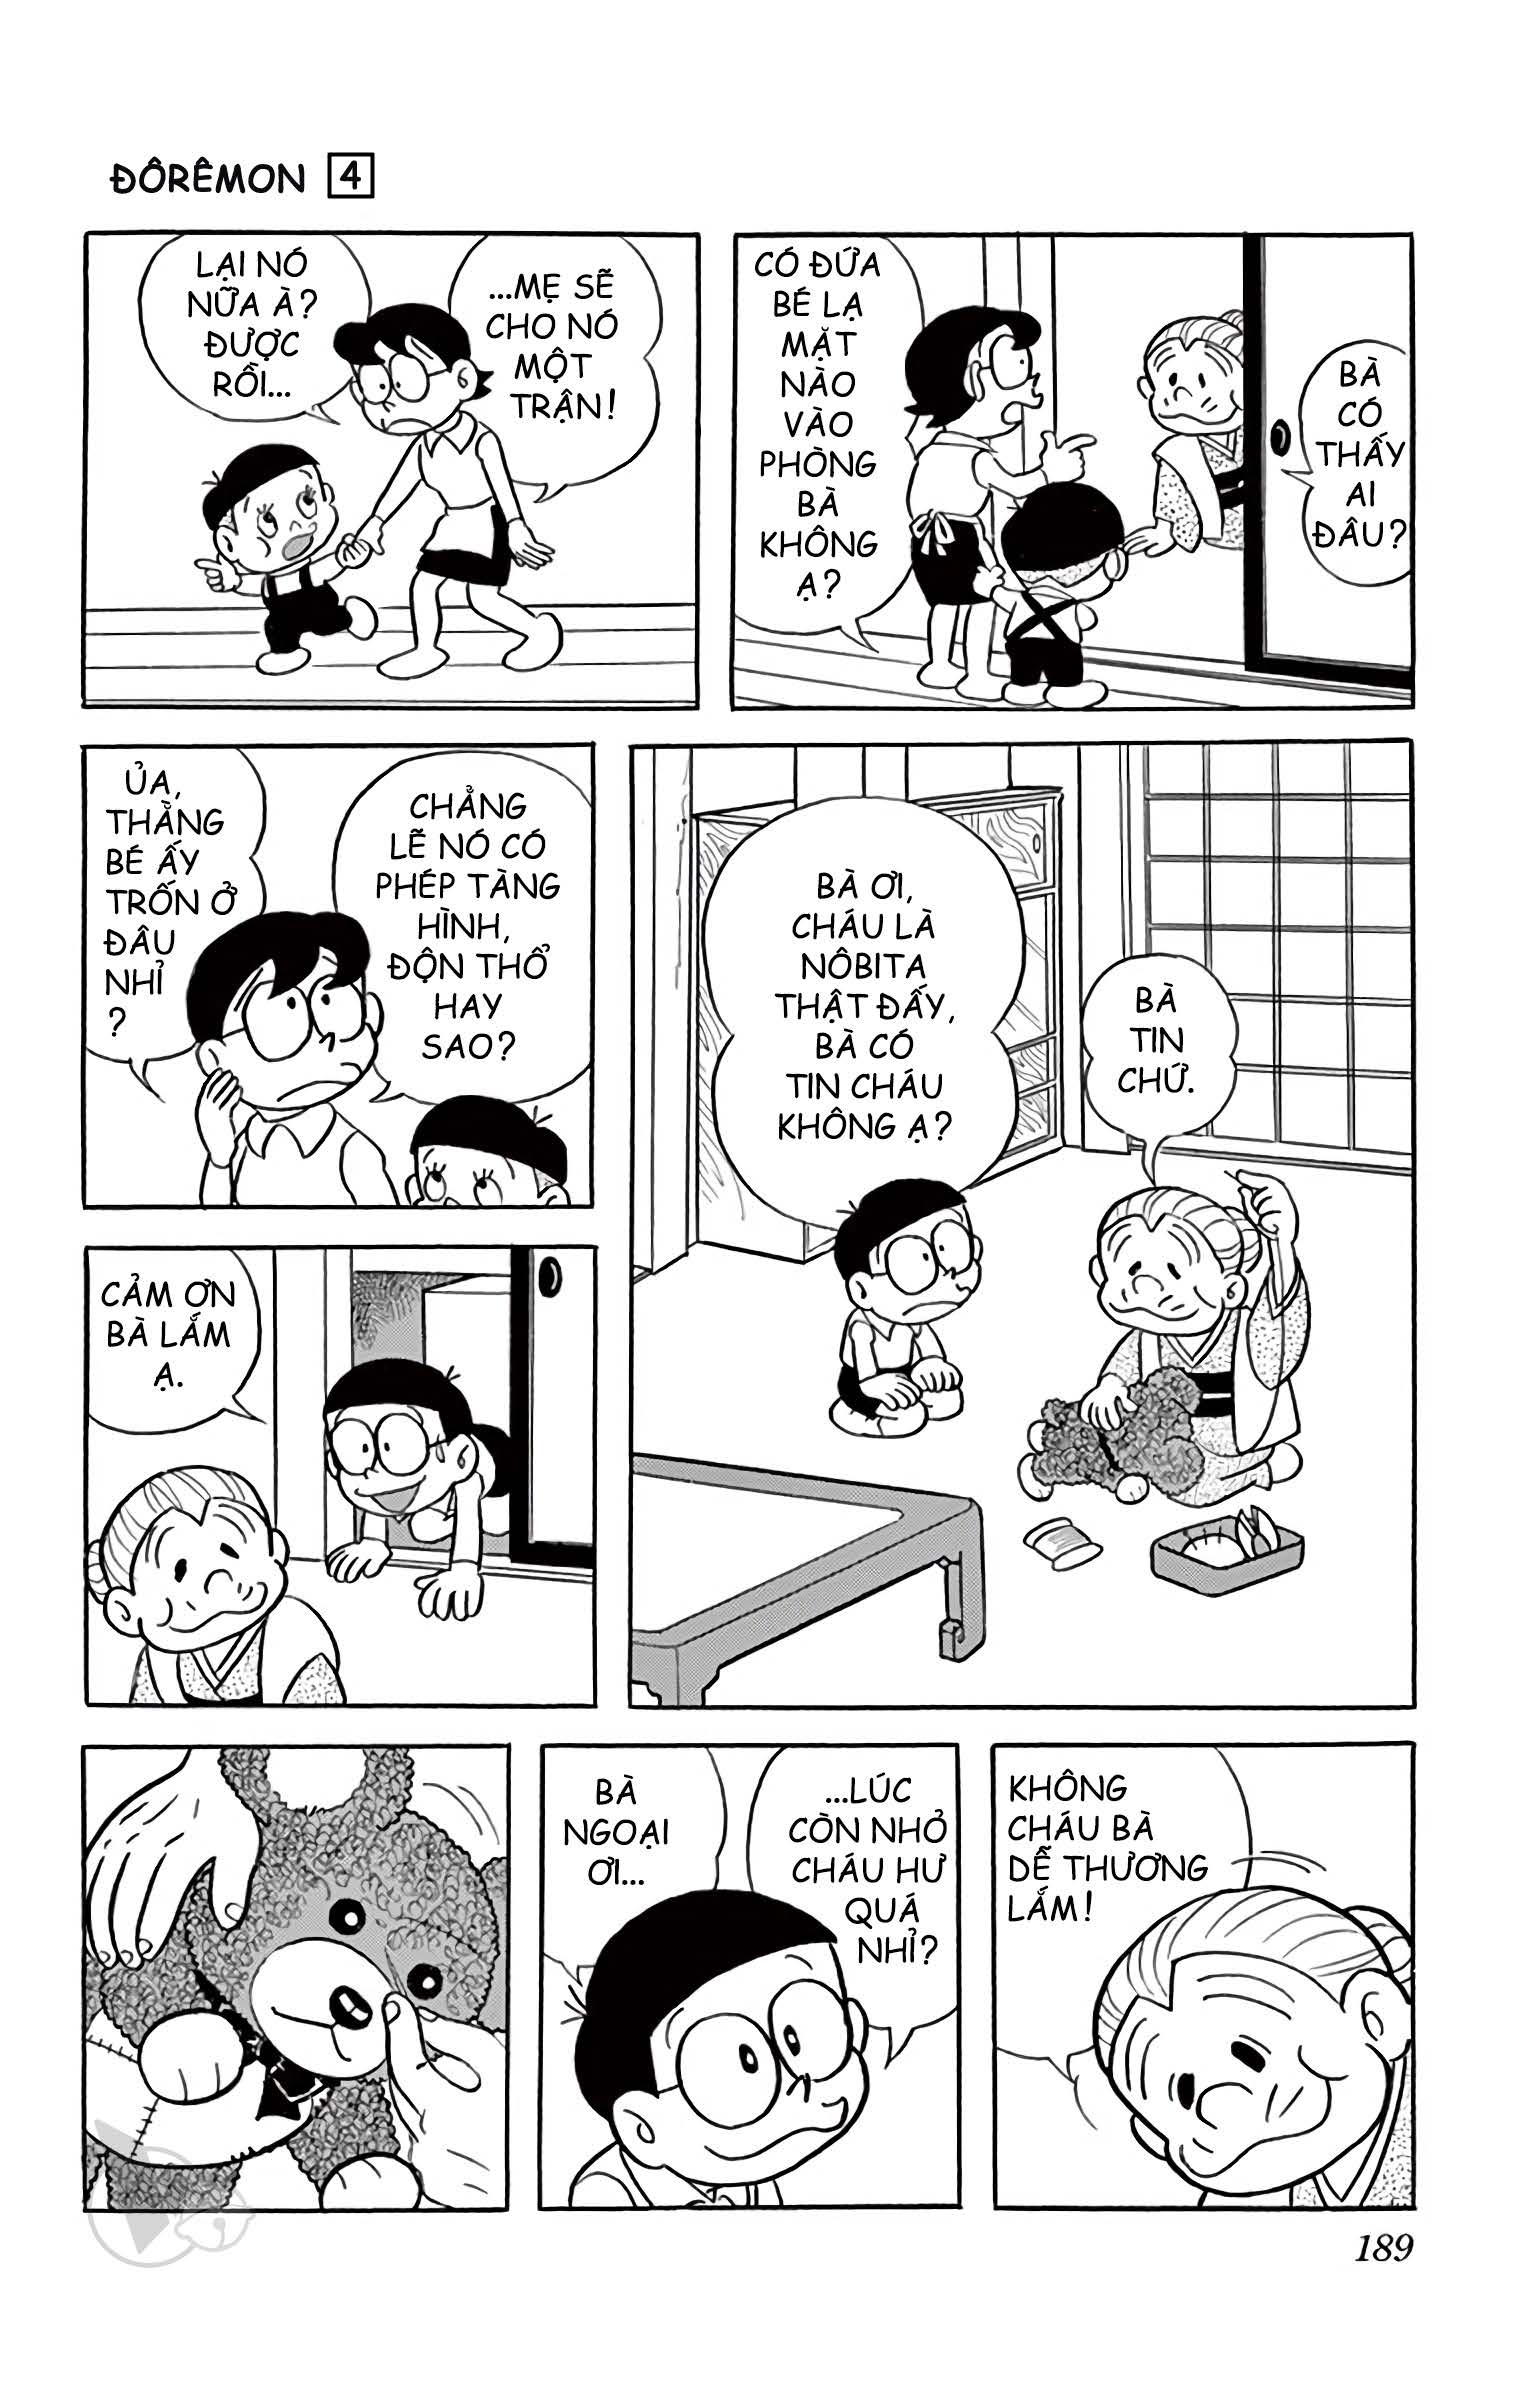 ĐÔRÊMON 4
LẠI NÓ
NỮA À?
ĐƯỢC
RỒI...
...MẸ SẼ
CHO NÓ
MỘT
TRẬN!
CÓ ĐỨA
BÉ LẠ
MẶT
NÀO
VÀO
PHÒNG
BÀ
KHÔNG
Ạ?
BÀ
CÓ
THẤY
AI
ĐÂU?
ỦA,
THẰNG
BÉ ẤY
TRỐN Ở
ĐÂU
NHỈ
?
CHẲNG
LẼ NÓ CÓ
PHÉP TÀNG
HÌNH,
ĐỘN THỔ
HAY
SAO?
CẢM ƠN
BÀ LẮM
Ạ.
BÀ ƠI,
CHÁU LÀ
NÔBITA
THẬT ĐẤY,
BÀ CÓ
TIN CHÁU
KHÔNG Ạ?
BÀ
TIN
CHỨ.
BÀ
NGOẠI
ƠI...
...LÚC
CÒN NHỎ
CHÁU HƯ
QUÁ
NHỈ?
KHÔNG
CHÁU BÀ
DỄ THƯƠNG
LẮM!
189